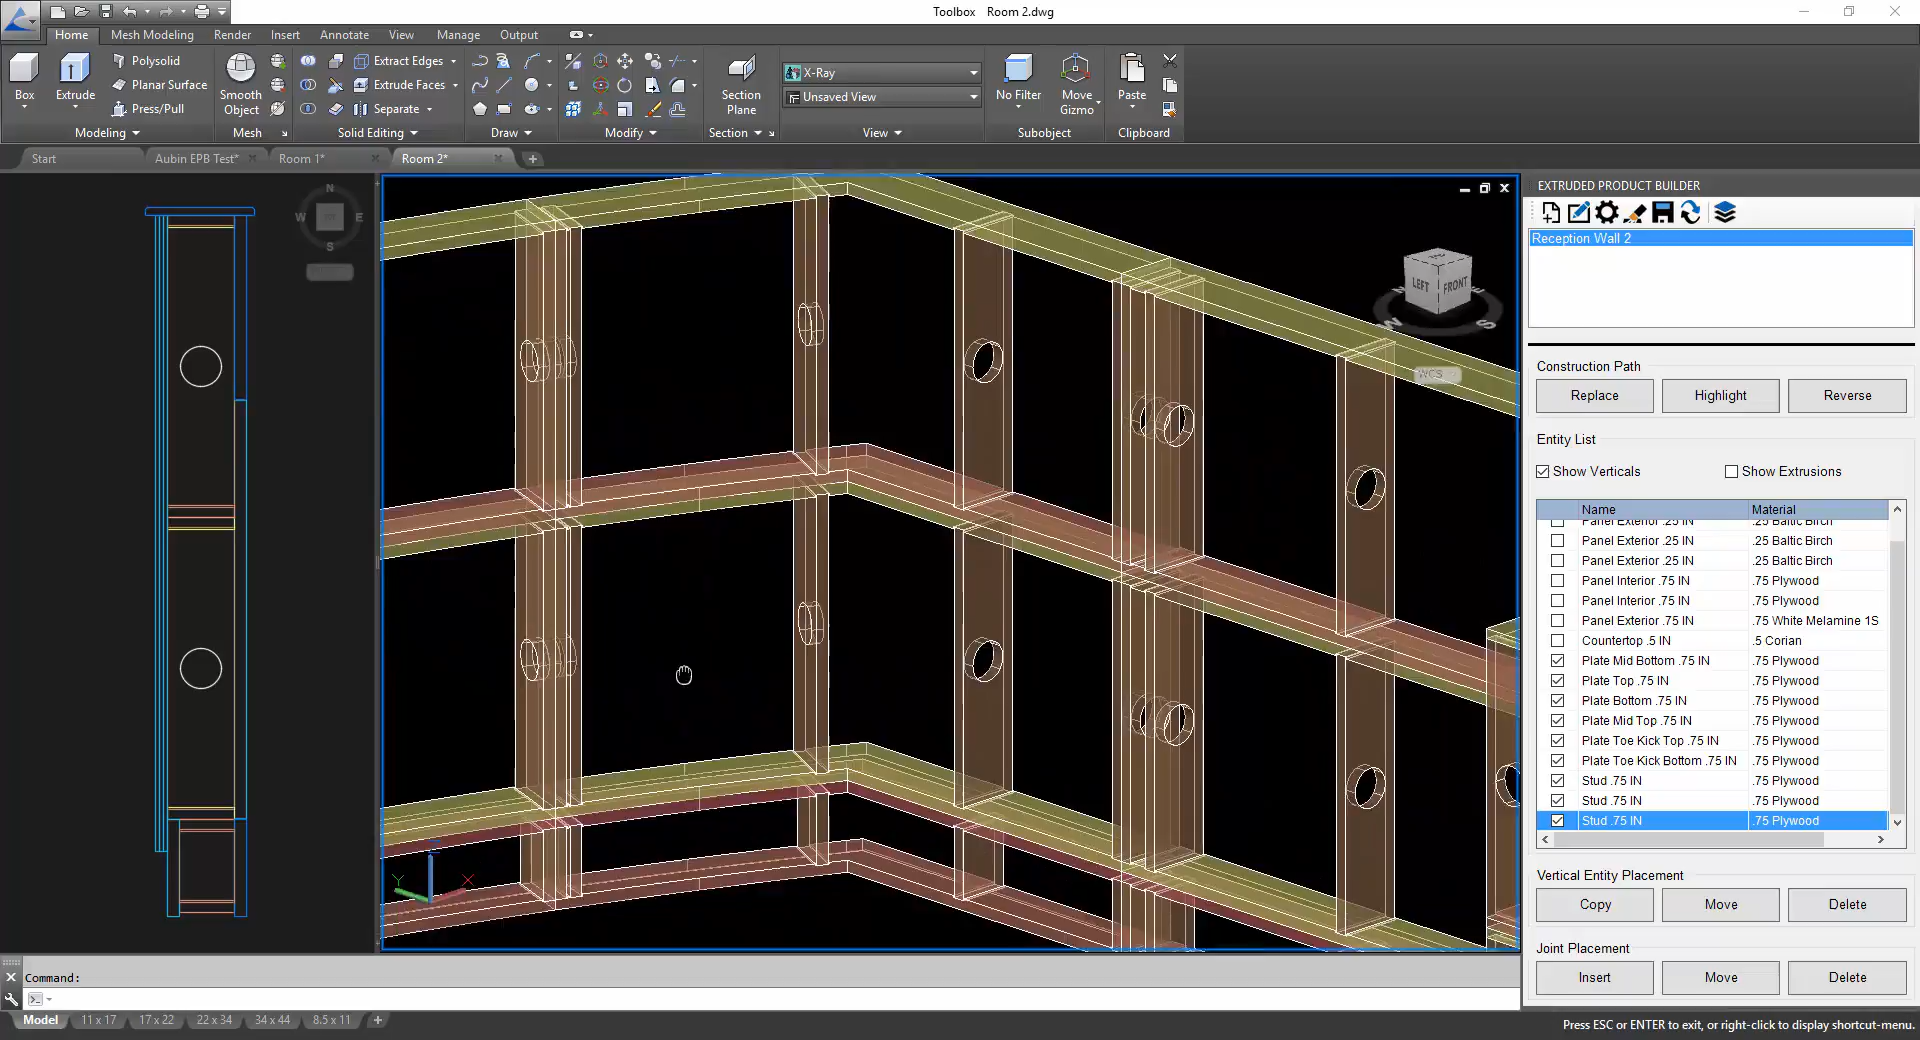 Toolbox Room 2.dwg
Home Mesh Modeling Render Insert Annotate View Manage Output
Box
Extrude
Polysolid
Planar Surface
Press/Pull
Modeling
Smooth Object
Mesh
Extract Edges
Extrude Faces
Separate
Solid Editing
Draw
Modify
Section Plane
Section
X-Ray
Unsaved View
View
No Filter
Move Gizmo
Subobject
Paste
Clipboard
Start Aubin EPB Test* Room 1* Room 2*
N
W E
S
LEFT FRONT
W S
WCS
Y X
EXTRUDED PRODUCT BUILDER
Reception Wall 2
Construction Path
Replace Highlight Reverse
Entity List
Show Verticals Show Extrusions
Name Material
Panel Exterior .25 IN .25 Baltic Birch
Panel Exterior .25 IN .25 Baltic Birch
Panel Exterior .25 IN .25 Baltic Birch
Panel Interior .75 IN .75 Plywood
Panel Interior .75 IN .75 Plywood
Panel Exterior .75 IN .75 White Melamine 1S
Countertop .5 IN .5 Corian
Plate Mid Bottom .75 IN .75 Plywood
Plate Top .75 IN .75 Plywood
Plate Bottom .75 IN .75 Plywood
Plate Mid Top .75 IN .75 Plywood
Plate Toe Kick Top .75 IN .75 Plywood
Plate Toe Kick Bottom .75 IN .75 Plywood
Stud .75 IN .75 Plywood
Stud .75 IN .75 Plywood
Stud .75 IN .75 Plywood
Vertical Entity Placement
Copy Move Delete
Joint Placement
Insert Move Delete
Command:
Model 11 x 17 17 x 22 22 x 34 34 x 44 8.5 x 11
Press ESC or ENTER to exit, or right-click to display shortcut-menu.